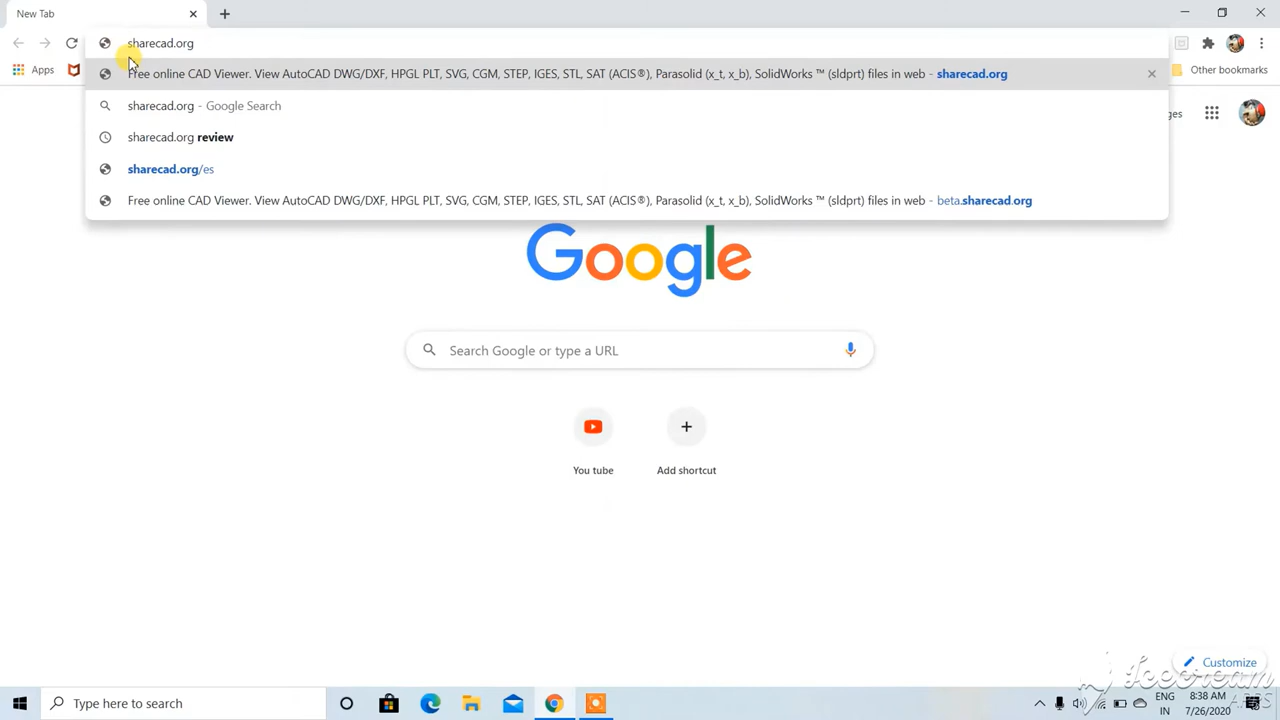 New Tab
sharecad.org
Free online CAD Viewer. View AutoCAD DWG/DXF, HPGL PLT, SVG, CGM, STEP, IGES, STL, SAT (ACIS®), Parasolid (x_t, x_b), SolidWorks ™ (sldprt) files in web - sharecad.org
Apps
Other bookmarks
sharecad.org - Google Search
sharecad.org review
sharecad.org/es
Free online CAD Viewer. View AutoCAD DWG/DXF, HPGL PLT, SVG, CGM, STEP, IGES, STL, SAT (ACIS®), Parasolid (x_t, x_b), SolidWorks ™ (sldprt) files in web - beta.sharecad.org
Google
Search Google or type a URL
You tube
Add shortcut
Customize
Icecream
APPS
Type here to search
ENG
IN
8:38 AM
7/26/2020